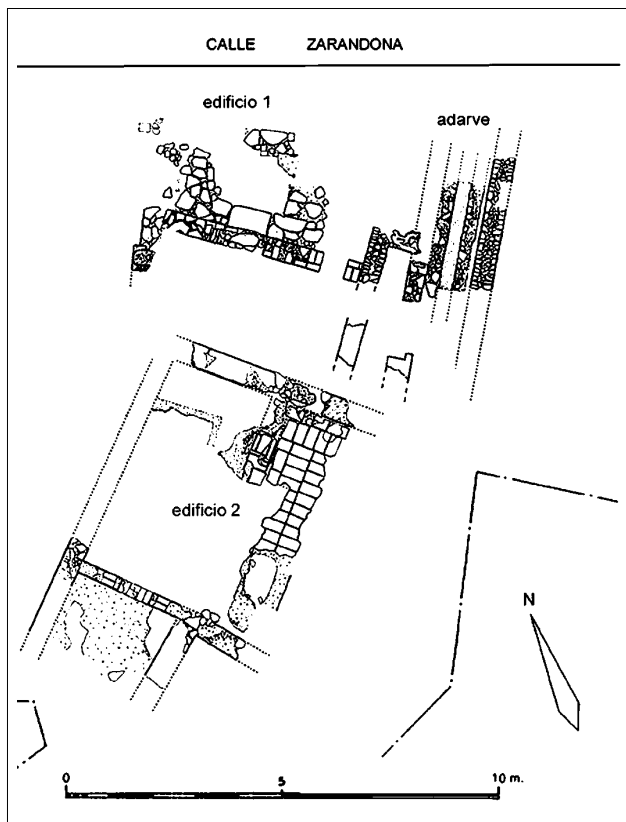 CALLE ZARANDONA
edificio 1
adarve
edificio 2
N
0 5 10 m.